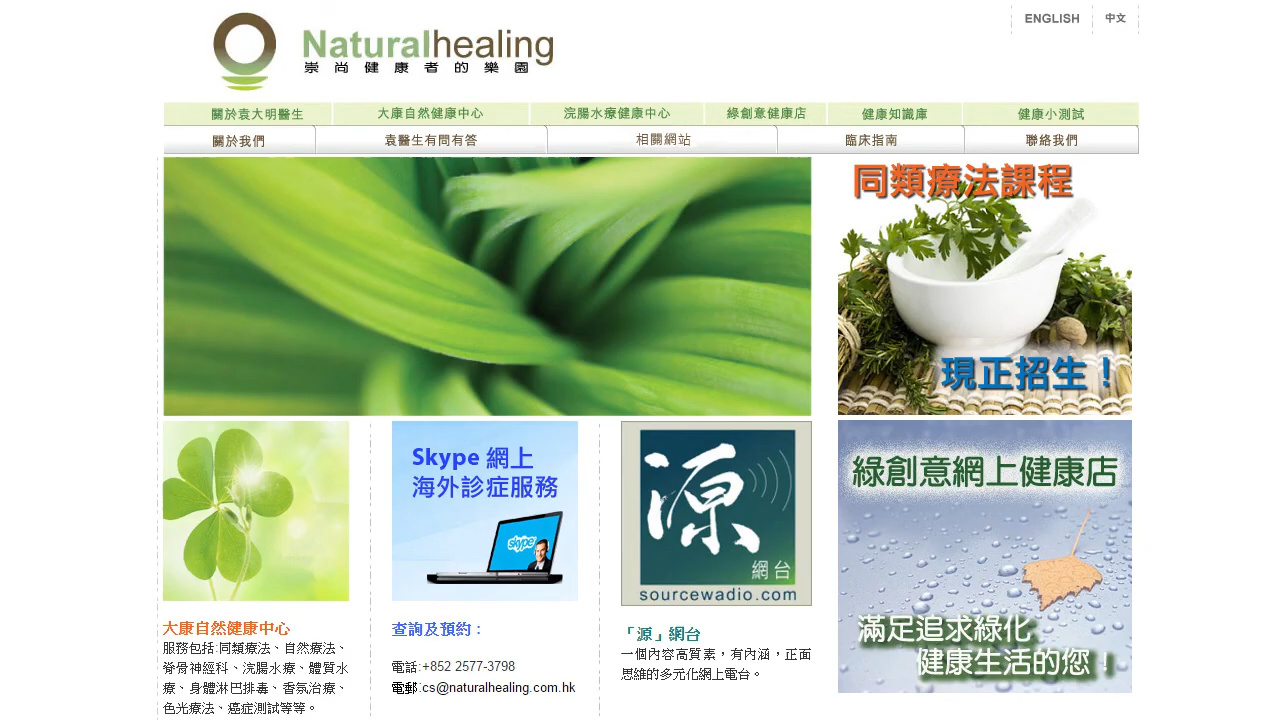 ENGLISH 中文
Naturalhealing
崇尚健康者的樂園
關於袁大明醫生 大康自然健康中心 浣腸水療健康中心 綠創意健康店 健康知識庫 健康小測試
關於我們 袁醫生有問有答 相關網站 臨床指南 聯絡我們
同類療法課程
現正招生！
Skype 網上
海外診症服務
skype
源
網台
sourcewadio.com
綠創意網上健康店
滿足追求綠化
健康生活的您！
大康自然健康中心
服務包括:同類療法、自然療法、
脊骨神經科、浣腸水療、體質水
療、身體淋巴排毒、香氛治療、
色光療法、癌症測試等等。
查詢及預約：
電話:+852 2577-3798
電郵:cs@naturalhealing.com.hk
「源」網台
一個內容高質素，有內涵，正面
思維的多元化網上電台。